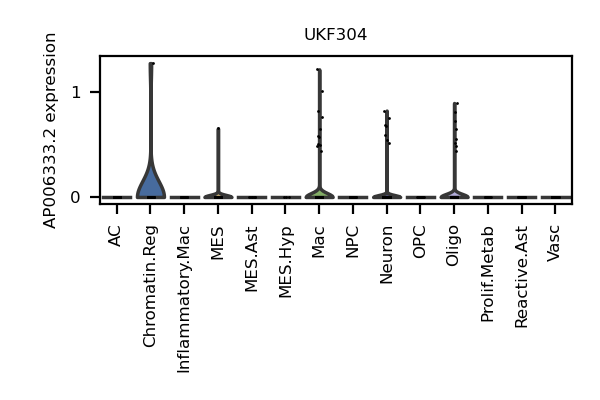 UKF304
AP006333.2 expression
1
0
AC
Chromatin.Reg
Inflammatory.Mac
MES
MES.Ast
MES.Hyp
Mac
NPC
Neuron
OPC
Oligo
Prolif.Metab
Reactive.Ast
Vasc